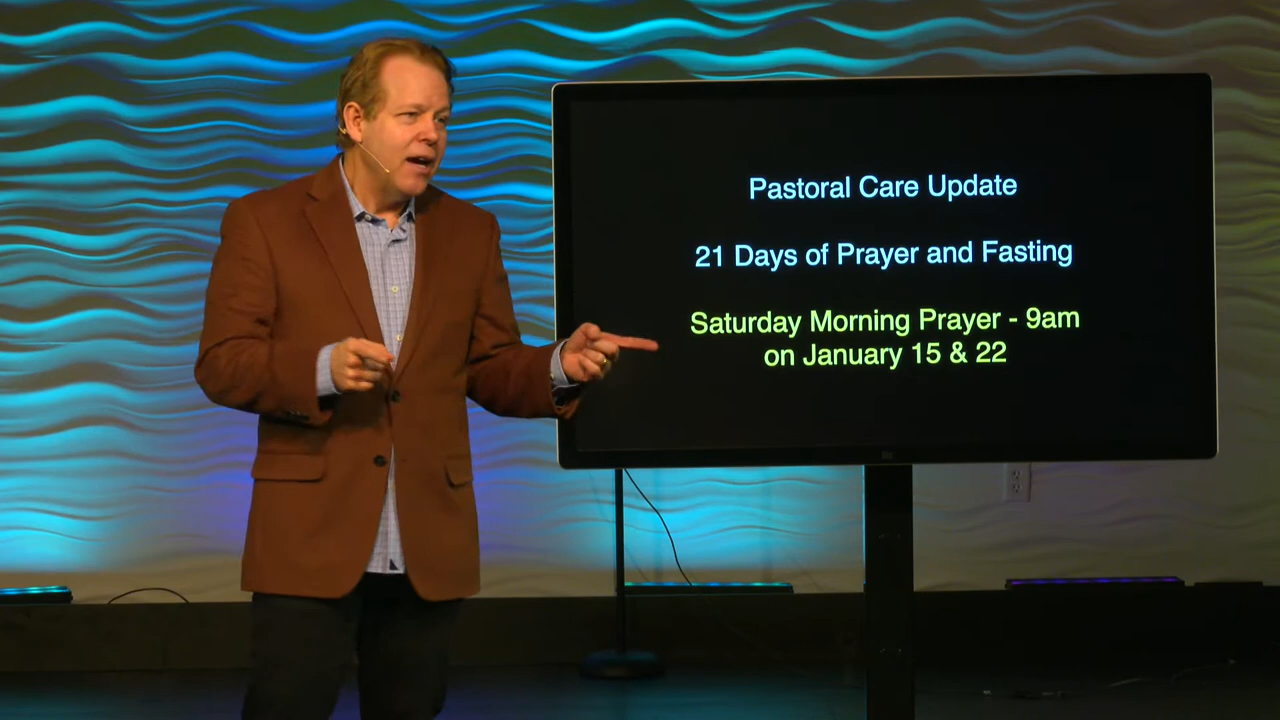 Pastoral Care Update
21 Days of Prayer and Fasting
Saturday Morning Prayer - 9am
on January 15 & 22